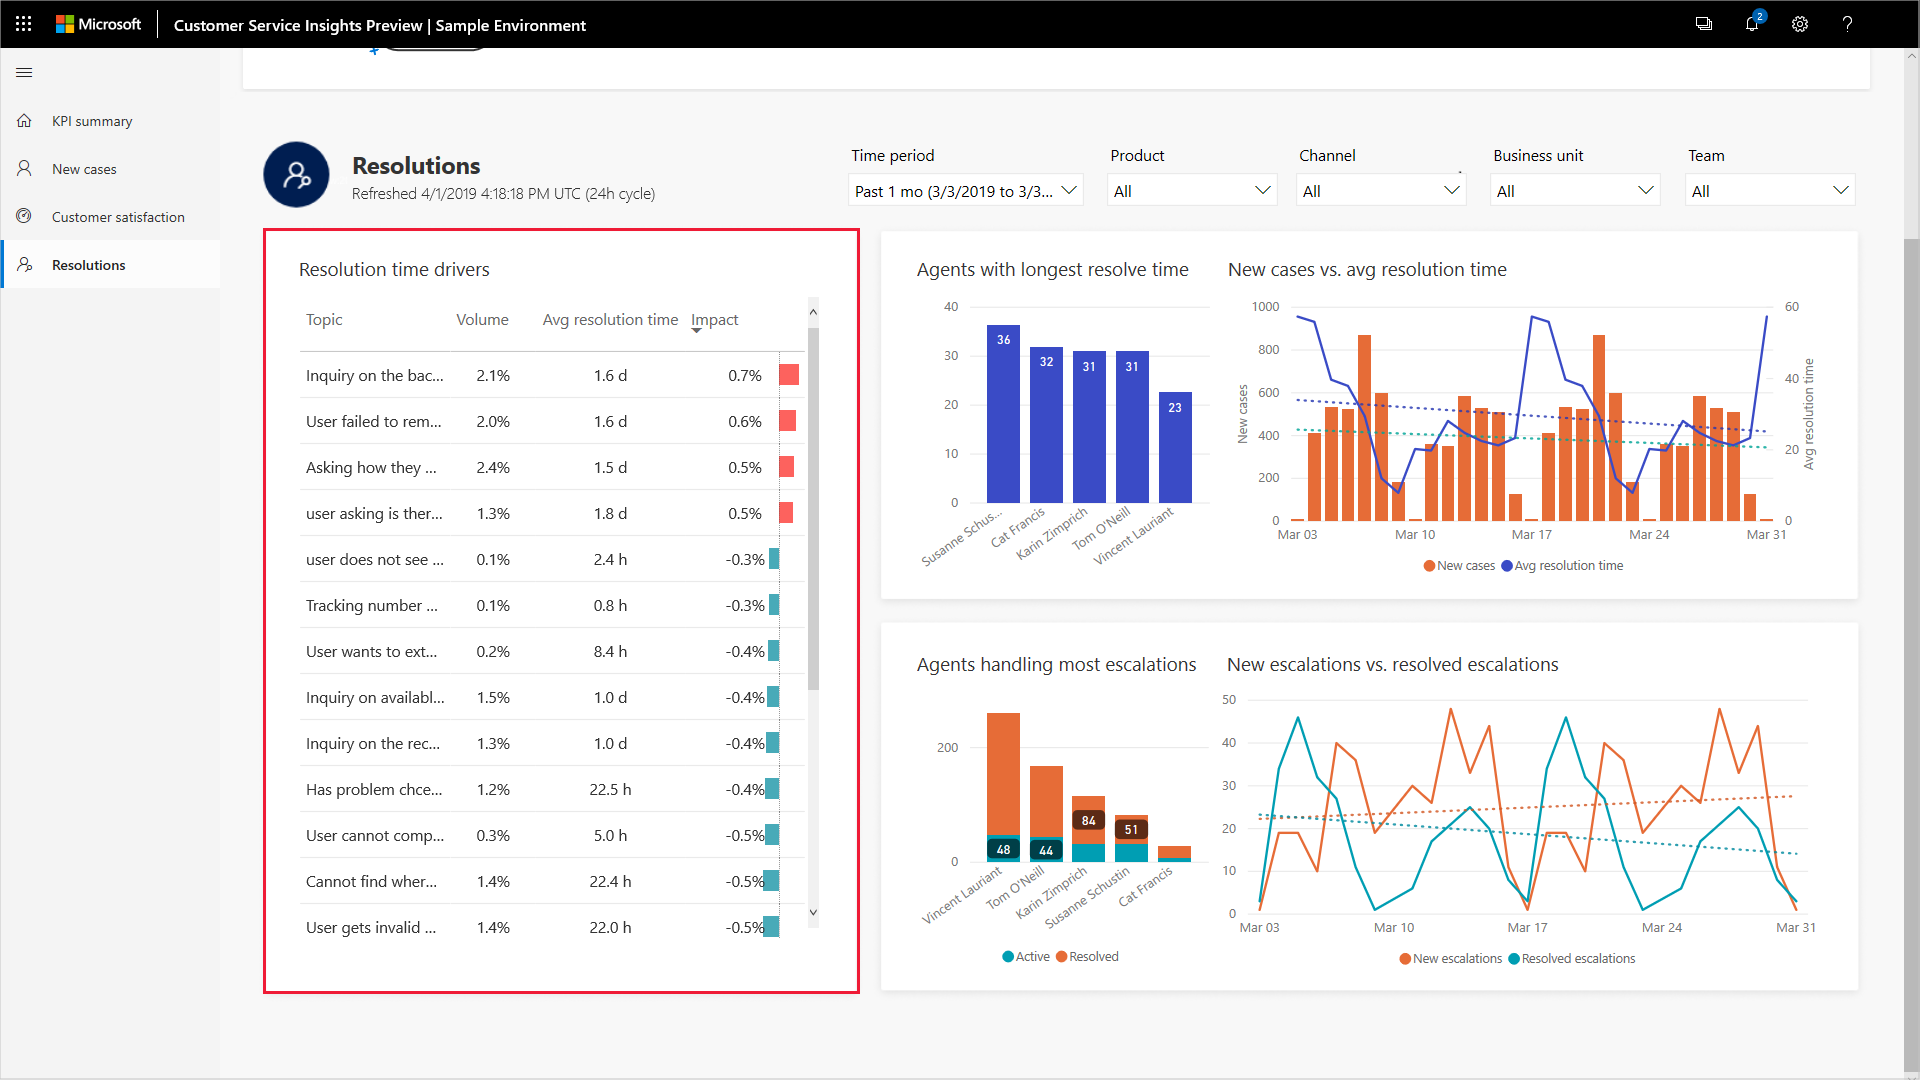 Microsoft
Customer Service Insights Preview | Sample Environment
2
?
KPI summary
New cases
Customer satisfaction
Resolutions
Resolutions
Refreshed 4/1/2019 4:18:18 PM UTC (24h cycle)
Time period
Past 1 mo (3/3/2019 to 3/3...
Product
All
Channel
All
Business unit
All
Team
All
Resolution time drivers
Topic Volume Avg resolution time Impact
Inquiry on the bac... 2.1% 1.6 d 0.7%
User failed to rem... 2.0% 1.6 d 0.6%
Asking how they ... 2.4% 1.5 d 0.5%
user asking is ther... 1.3% 1.8 d 0.5%
user does not see ... 0.1% 2.4 h -0.3%
Tracking number ... 0.1% 0.8 h -0.3%
User wants to ext... 0.2% 8.4 h -0.4%
Inquiry on availabl... 1.5% 1.0 d -0.4%
Inquiry on the rec... 1.3% 1.0 d -0.4%
Has problem chce... 1.2% 22.5 h -0.4%
User cannot comp... 0.3% 5.0 h -0.5%
Cannot find wher... 1.4% 22.4 h -0.5%
User gets invalid ... 1.4% 22.0 h -0.5%
Agents with longest resolve time
40
30
20
10
0
36
32
31
31
23
Susanne Schus...
Cat Francis
Karin Zimprich
Tom O'Neill
Vincent Lauriant
New cases vs. avg resolution time
New cases
1000
800
600
400
200
0
60
40
20
0
Avg resolution time
Mar 03 Mar 10 Mar 17 Mar 24 Mar 31
New cases Avg resolution time
Agents handling most escalations
200
0
48
44
84
51
Vincent Lauriant
Tom O'Neill
Karin Zimprich
Susanne Schustin
Cat Francis
Active Resolved
New escalations vs. resolved escalations
50
40
30
20
10
0
Mar 03 Mar 10 Mar 17 Mar 24 Mar 31
New escalations Resolved escalations